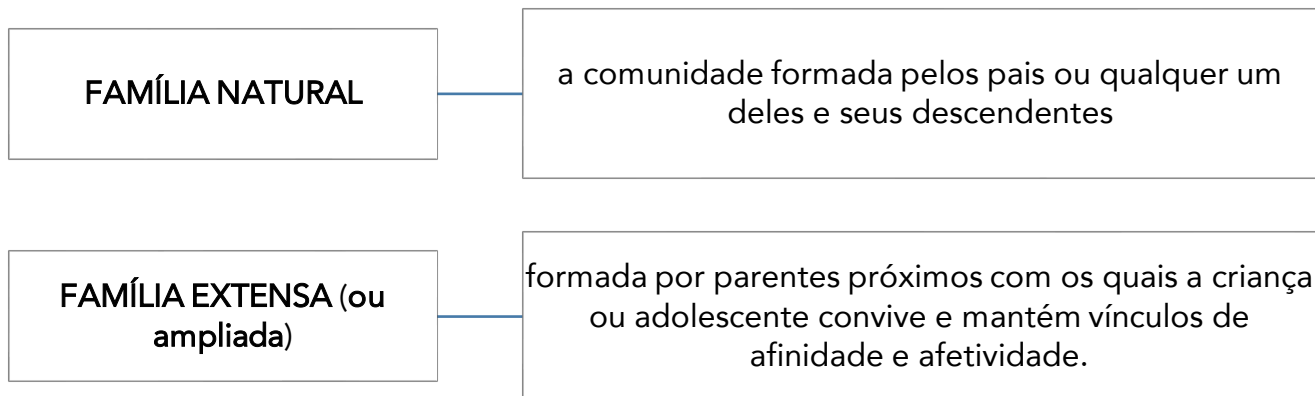 FAMÍLIA NATURAL
a comunidade formada pelos pais ou qualquer um
deles e seus descendentes
FAMÍLIA EXTENSA (ou
ampliada)
formada por parentes próximos com os quais a criança
ou adolescente convive e mantém vínculos de
afinidade e afetividade.